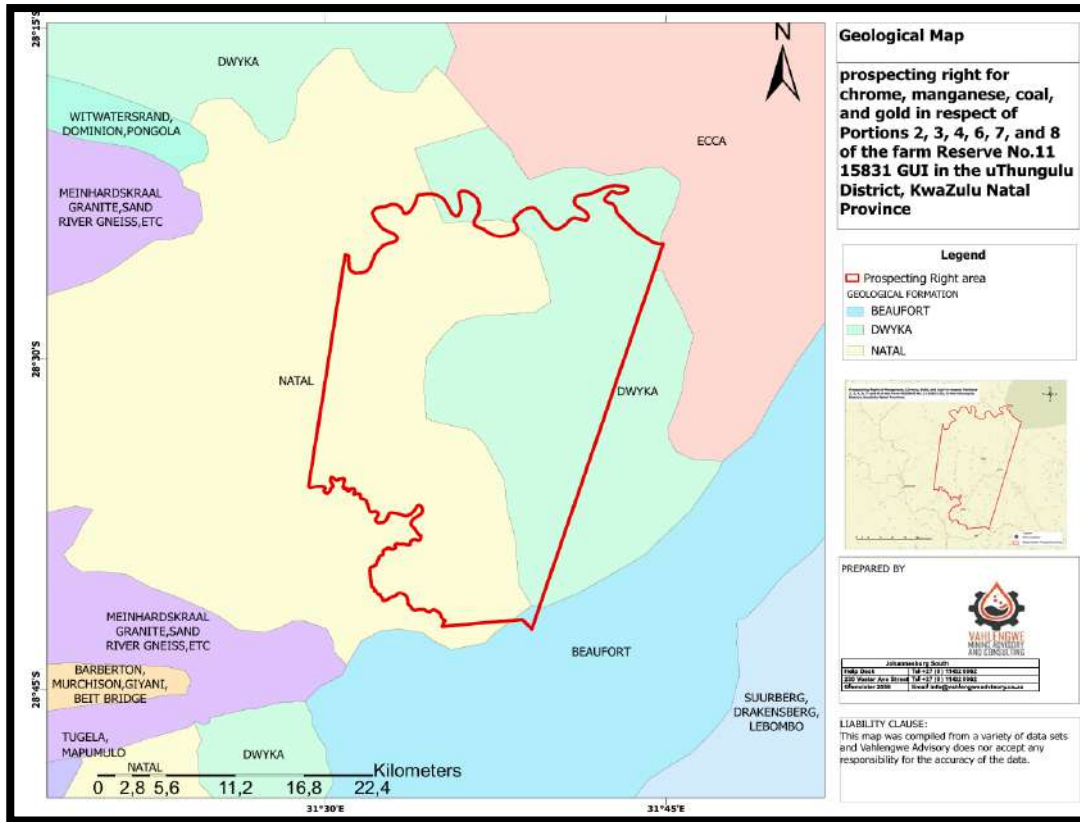 28°15'S
28°30'S
28°45'S
31°30'E
31°45'E
DWYKA
WITWATERSRAND,
DOMINION,PONGOLA
MEINHARDSKRAAL
GRANITE,SAND
RIVER GNEISS,ETC
ECCA
N
NATAL
DWYKA
MEINHARDSKRAAL
GRANITE,SAND
RIVER GNEISS,ETC
BARBERTON,
MURCHISON,GIYANI,
BEIT BRIDGE
TUGELA,
MAPUMULO
NATAL
DWYKA
BEAUFORT
SUURBERG,
DRAKENSBERG,
LEBOMBO
Kilometers
0 2,8 5,6 11,2 16,8 22,4
Geological Map
prospecting right for
chrome, manganese, coal,
and gold in respect of
Portions 2, 3, 4, 6, 7, and 8
of the farm Reserve No.11
15831 GUI in the uThungulu
District, KwaZulu Natal
Province
Legend
Prospecting Right area
GEOLOGICAL FORMATION
BEAUFORT
DWYKA
NATAL
PREPARED BY
VAHLENGWE
MINING ADVISORY
AND CONSULTING
Johannesburg South
LIABILITY CLAUSE:
This map was compiled from a variety of data sets
and Vahlengwe Advisory does nor accept any
responsibility for the accuracy of the data.